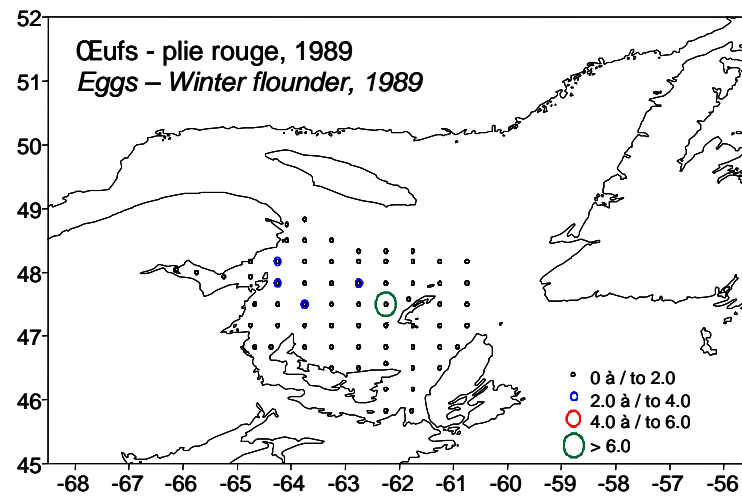 Œufs - plie rouge, 1989
Eggs – Winter flounder, 1989
52
51
50
49
48
47
46
45
0 à / to 2.0
2.0 à / to 4.0
4.0 à / to 6.0
> 6.0
-68 -67 -66 -65 -64 -63 -62 -61 -60 -59 -58 -57 -56